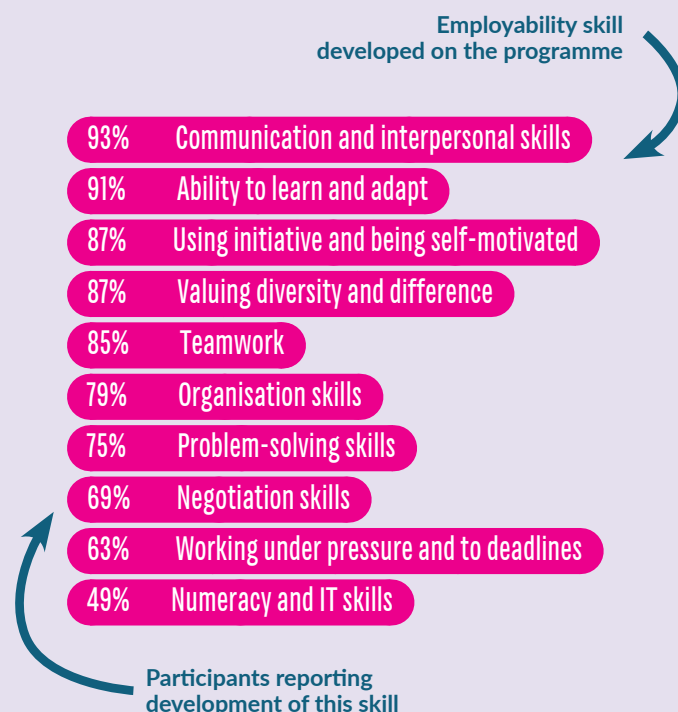 Employability skill
developed on the programme
93% Communication and interpersonal skills
91% Ability to learn and adapt
87% Using initiative and being self-motivated
87% Valuing diversity and difference
85% Teamwork
79% Organisation skills
75% Problem-solving skills
69% Negotiation skills
63% Working under pressure and to deadlines
49% Numeracy and IT skills
Participants reporting
development of this skill